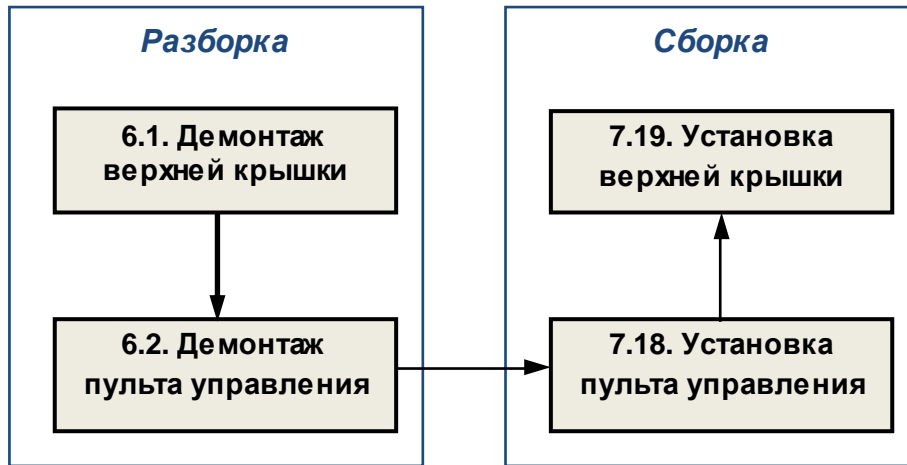 Разборка
6.1. Демонтаж
верхней крышки
6.2. Демонтаж
пульта управления
Сборка
7.19. Установка
верхней крышки
7.18. Установка
пульта управления